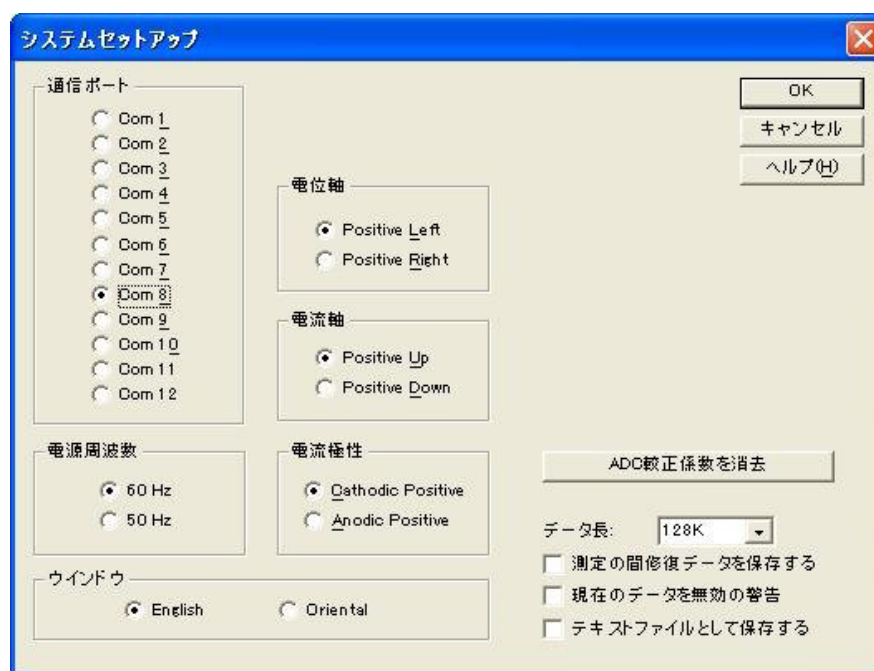 システムセットアップ
通信ポート
Com 1
Com 2
Com 3
Com 4
Com 5
Com 6
Com 7
Com 8
Com 9
Com 10
Com 11
Com 12
電位軸
Positive Left
Positive Right
電流軸
Positive Up
Positive Down
電源周波数
60 Hz
50 Hz
電流極性
Cathodic Positive
Anodic Positive
ウインドウ
English
Oriental
OK
キャンセル
ヘルプ(H)
ADC較正係数を消去
データ長: 128K
測定の間修復データを保存する
現在のデータを無効の警告
テキストファイルとして保存する